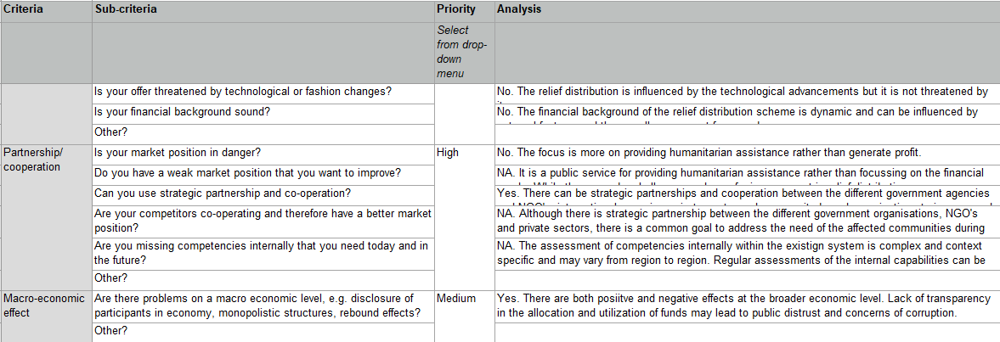 Criteria Sub-criteria Priority Analysis
Select
from drop-
down
menu
Is your offer threatened by technological or fashion changes? No. The relief distribution is influenced by the technological advancements but it is not threatened by
Is your financial background sound? No. The financial background of the relief distribution scheme is dynamic and can be influenced by
Other?
Partnership/ Is your market position in danger? High No. The focus is more on providing humanitarian assistance rather than generate profit.
cooperation
Do you have a weak market position that you want to improve? NA. It is a public service for providing humanitarian assistance rather than focussing on the financial
Can you use strategic partnership and co-operation? Yes. There can be strategic partnerships and cooperation between the different government agencies
Are your competitors co-operating and therefore have a better market NA. Although there is strategic partnership between the different government organisations, NGO's
position? and private sectors, there is a common goal to address the need of the affected communities during
Are you missing competencies internally that you need today and in NA. The assessment of competencies internally within the existign system is complex and context
the future? specific and may vary from region to region. Regular assessments of the internal capabilities can be
Other?
Macro-economic Are there problems on a macro economic level, e.g. disclosure of Medium Yes. There are both posiitve and negative effects at the broader economic level. Lack of transparency
effect participants in economy, monopolistic structures, rebound effects? in the allocation and utilization of funds may lead to public distrust and concerns of corruption.
Other?